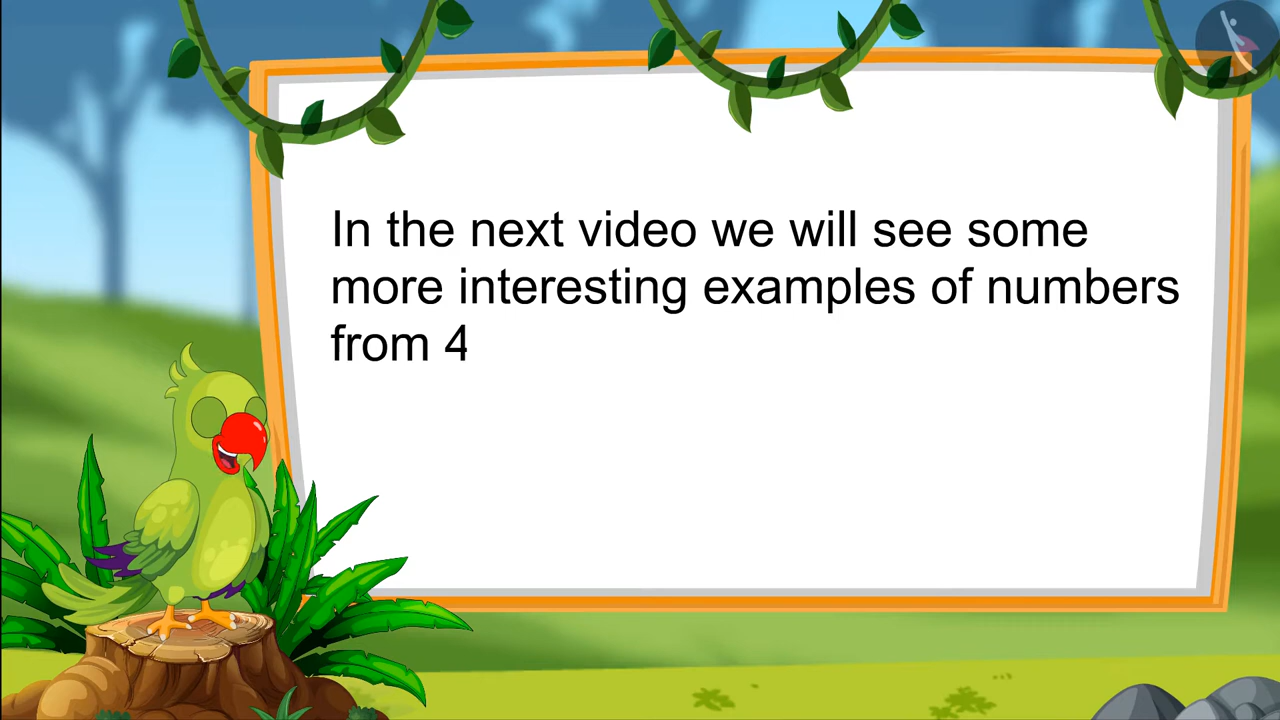 In the next video we will see some
more interesting examples of numbers
from 4